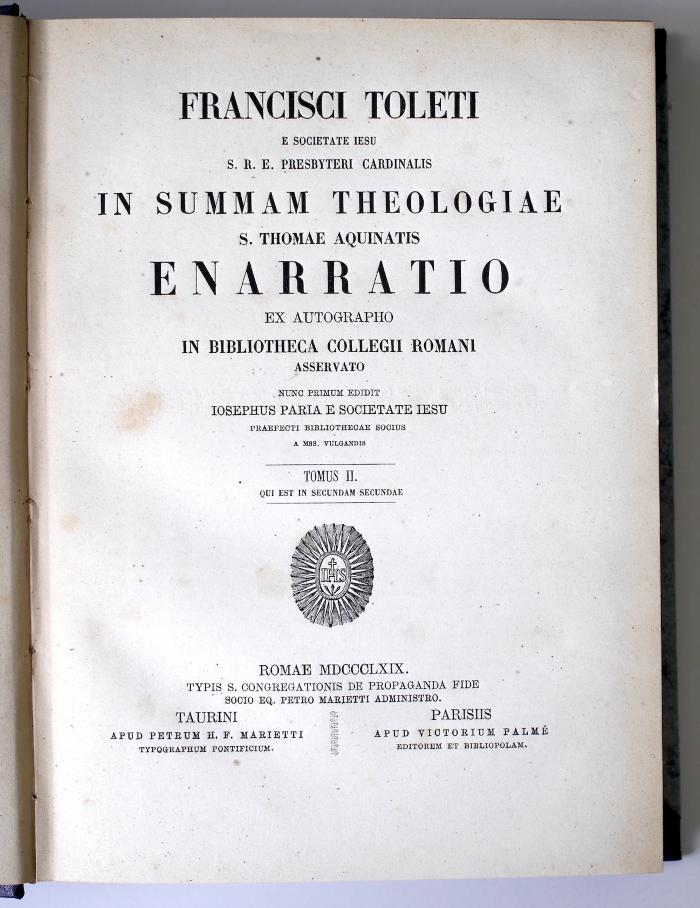 FRANCISCI TOLETI
E SOCIETATE IESU
S. R. E. PRESBYTERI CARDINALIS
IN SUMMAM THEOLOGIAE
S. THOMAE AQUINATIS
ENARRATIO
EX AUTOGRAPHO
IN BIBLIOTHECA COLLEGII ROMANI
ASSERVATO
NUNC PRIMUM EDIDIT
IOSEPHUS PARIA E SOCIETATE IESU
PRAEFECTI BIBLIOTHECAE SOCIUS
A MSS. VULGANDIS
TOMUS II.
QUI EST IN SECUNDAM SECUNDAE
IHS
ROMAE MDCCCLXIX.
TYPIS S. CONGREGATIONIS DE PROPAGANDA FIDE
SOCIO EQ. PETRO MARIETTI ADMINISTRO.
TAURINI
APUD PETRUM H. F. MARIETTI
TYPOGRAPHUM PONTIFICIUM.
PARISIIS
APUD VICTORIUM PALMÉ
EDITOREM ET BIBLIOPOLAM.